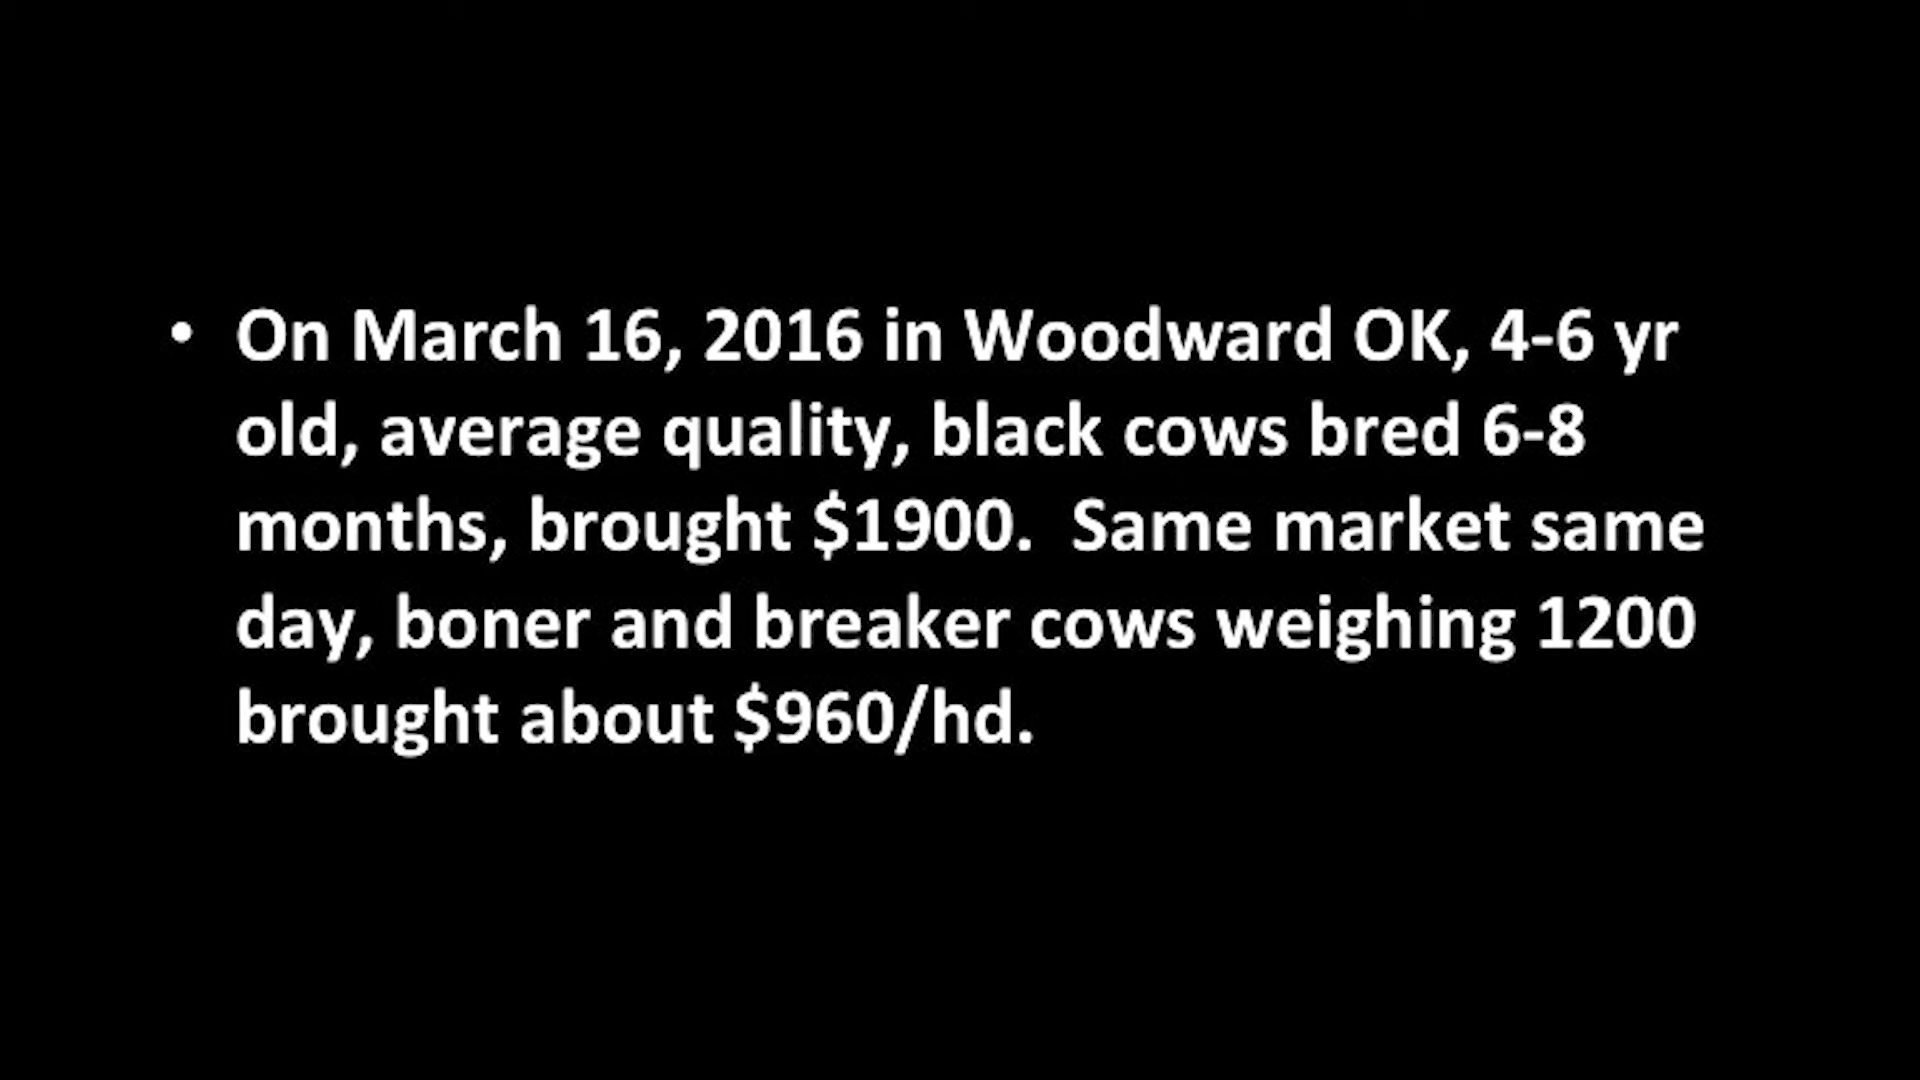 • On March 16, 2016 in Woodward OK, 4-6 yr
old, average quality, black cows bred 6-8
months, brought $1900.  Same market same
day, boner and breaker cows weighing 1200
brought about $960/hd.